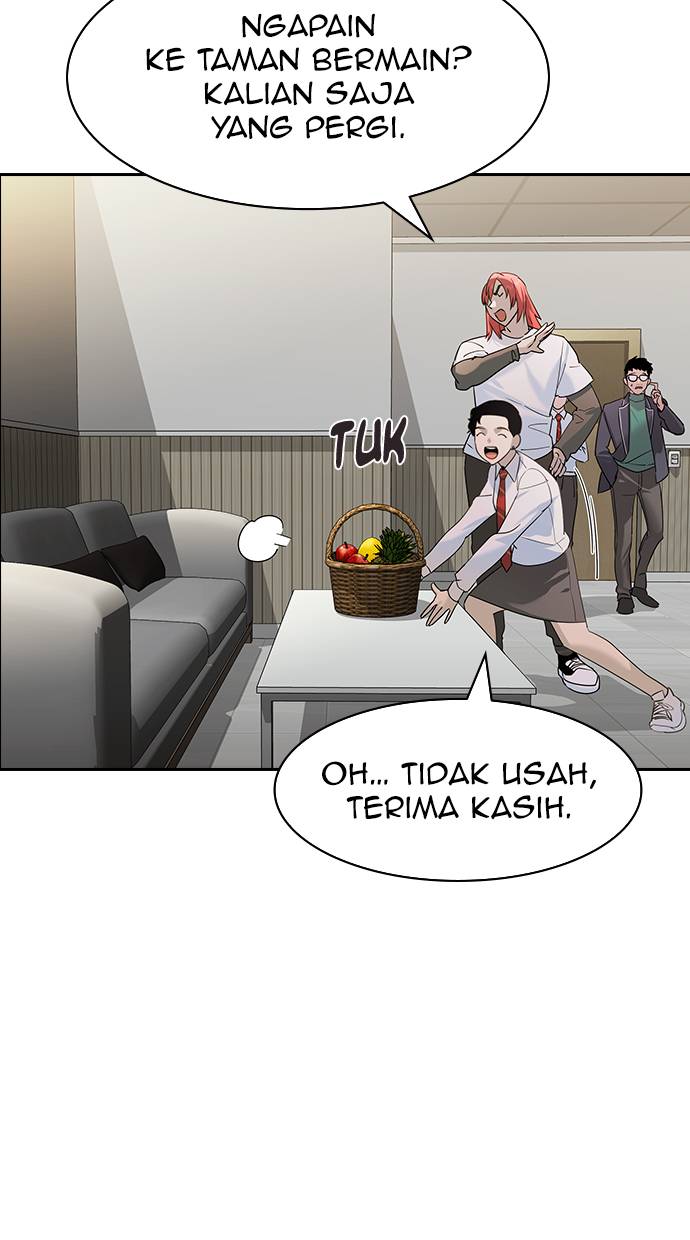 NGAPAIN
KE TAMAN BERMAIN?
KALIAN SAJA
YANG PERGI.
TUK
OH... TIDAK USAH,
TERIMA KASIH.